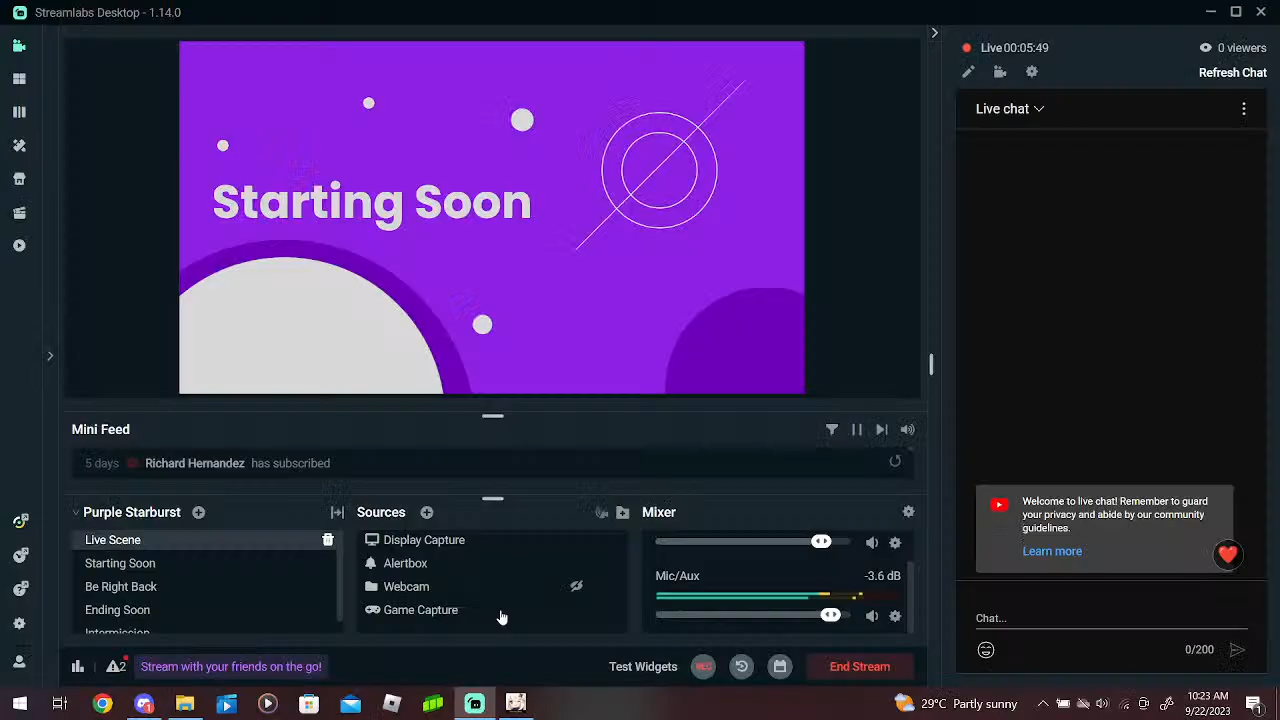 Streamlabs Desktop - 1.14.0
Live 00:05:49
0 viewers
Refresh Chat
Live chat
Starting Soon
Mini Feed
5 days Richard Hernandez has subscribed
Purple Starburst
Live Scene
Starting Soon
Be Right Back
Ending Soon
Intermission
Sources
Display Capture
Alertbox
Webcam
Game Capture
Mixer
Mic/Aux
-3.6 dB
Welcome to live chat! Remember to guard
your privacy and abide by our community
guidelines.
Learn more
Chat...
0/200
2
Stream with your friends on the go!
Test Widgets
REC
End Stream
29°C Partly sunny
10:23 AM
9/22/2023
1